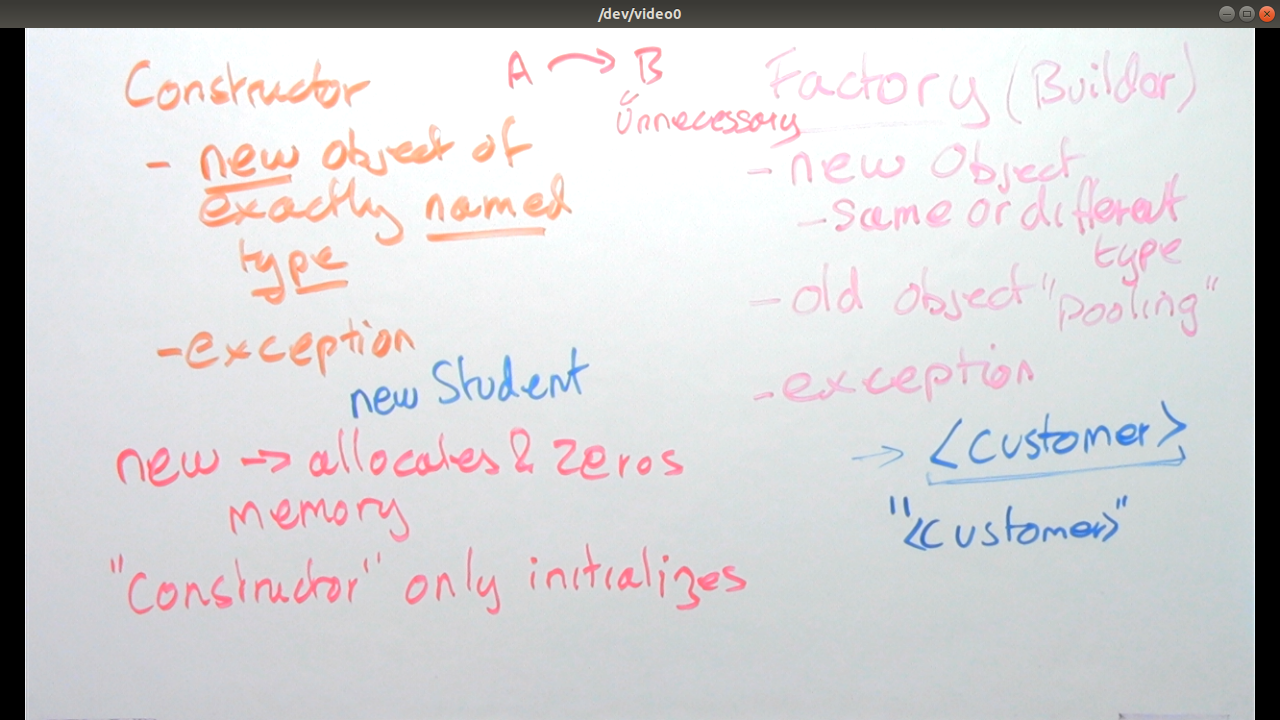 /dev/video0
Constructor
- new object of
exactly named
type
- exception
new Student
new -> allocates & zeros
memory
"Constructor" only initializes
A → B
Unnecessary
Factory (Builder)
- new Object
- same or different
type
- old object "pooling"
- exception
→ <Customer>
"<Customer>"